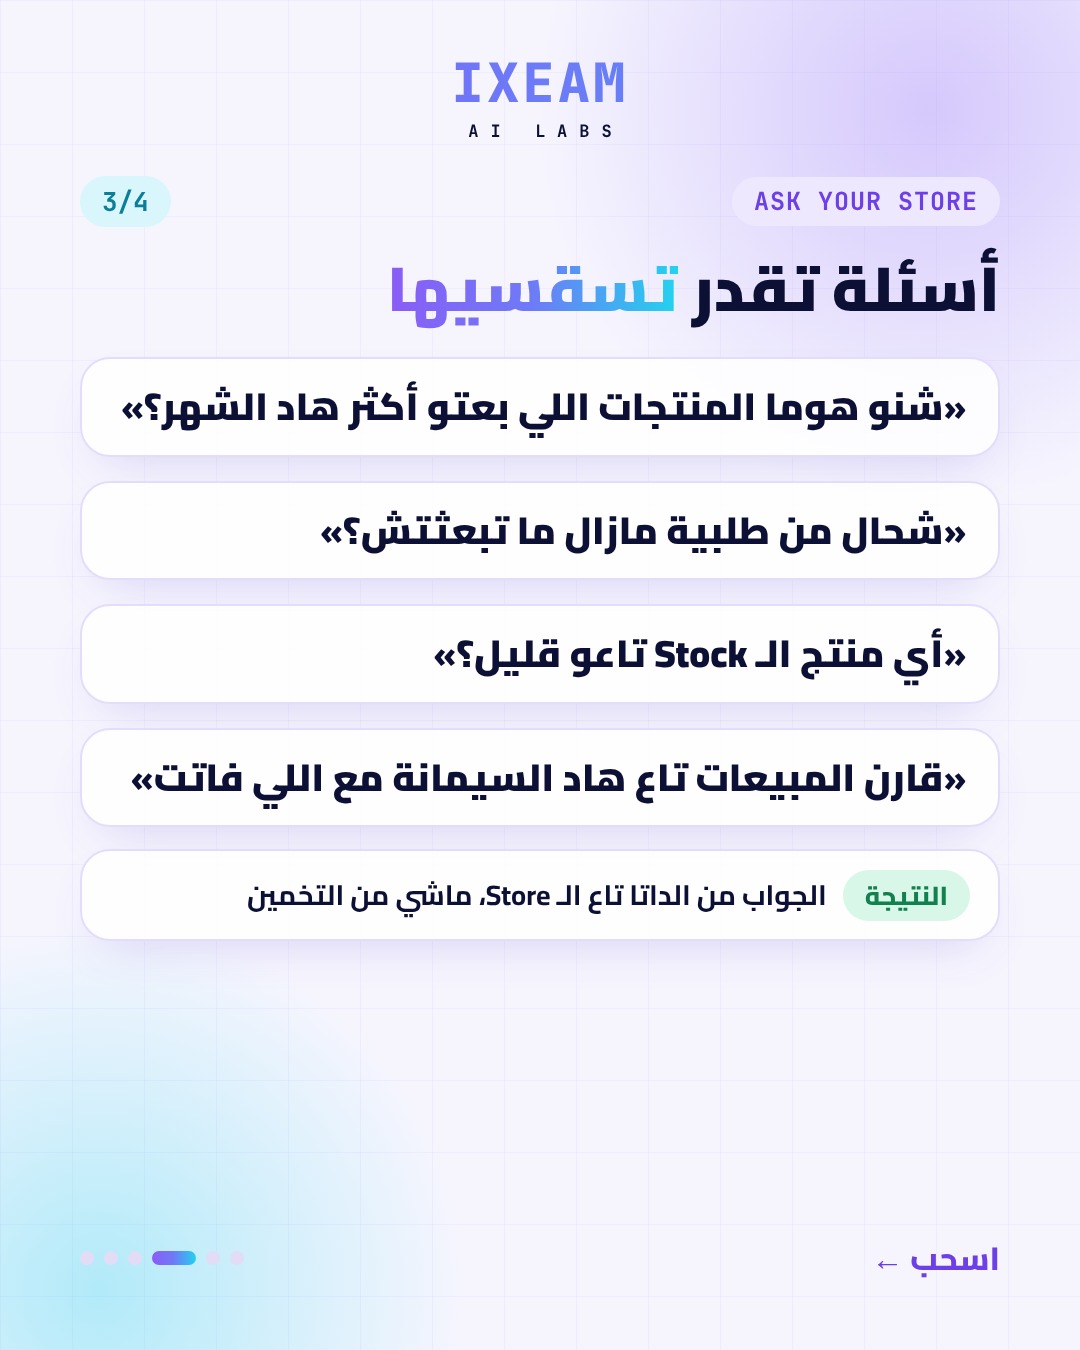 IXEAM
AI LABS
ASK YOUR STORE
3/4
أسئلة تقدر تسقسيها
«شنو هوما المنتجات اللي بعتو أكثر هاد الشهر؟»
«شحال من طلبية مازال ما تبعثتش؟»
«أي منتج الـ Stock تاعو قليل؟»
«قارن المبيعات تاع هاد السيمانة مع اللي فاتت»
النتيجة الجواب من الداتا تاع الـ Store، ماشي من التخمين
اسحب ←